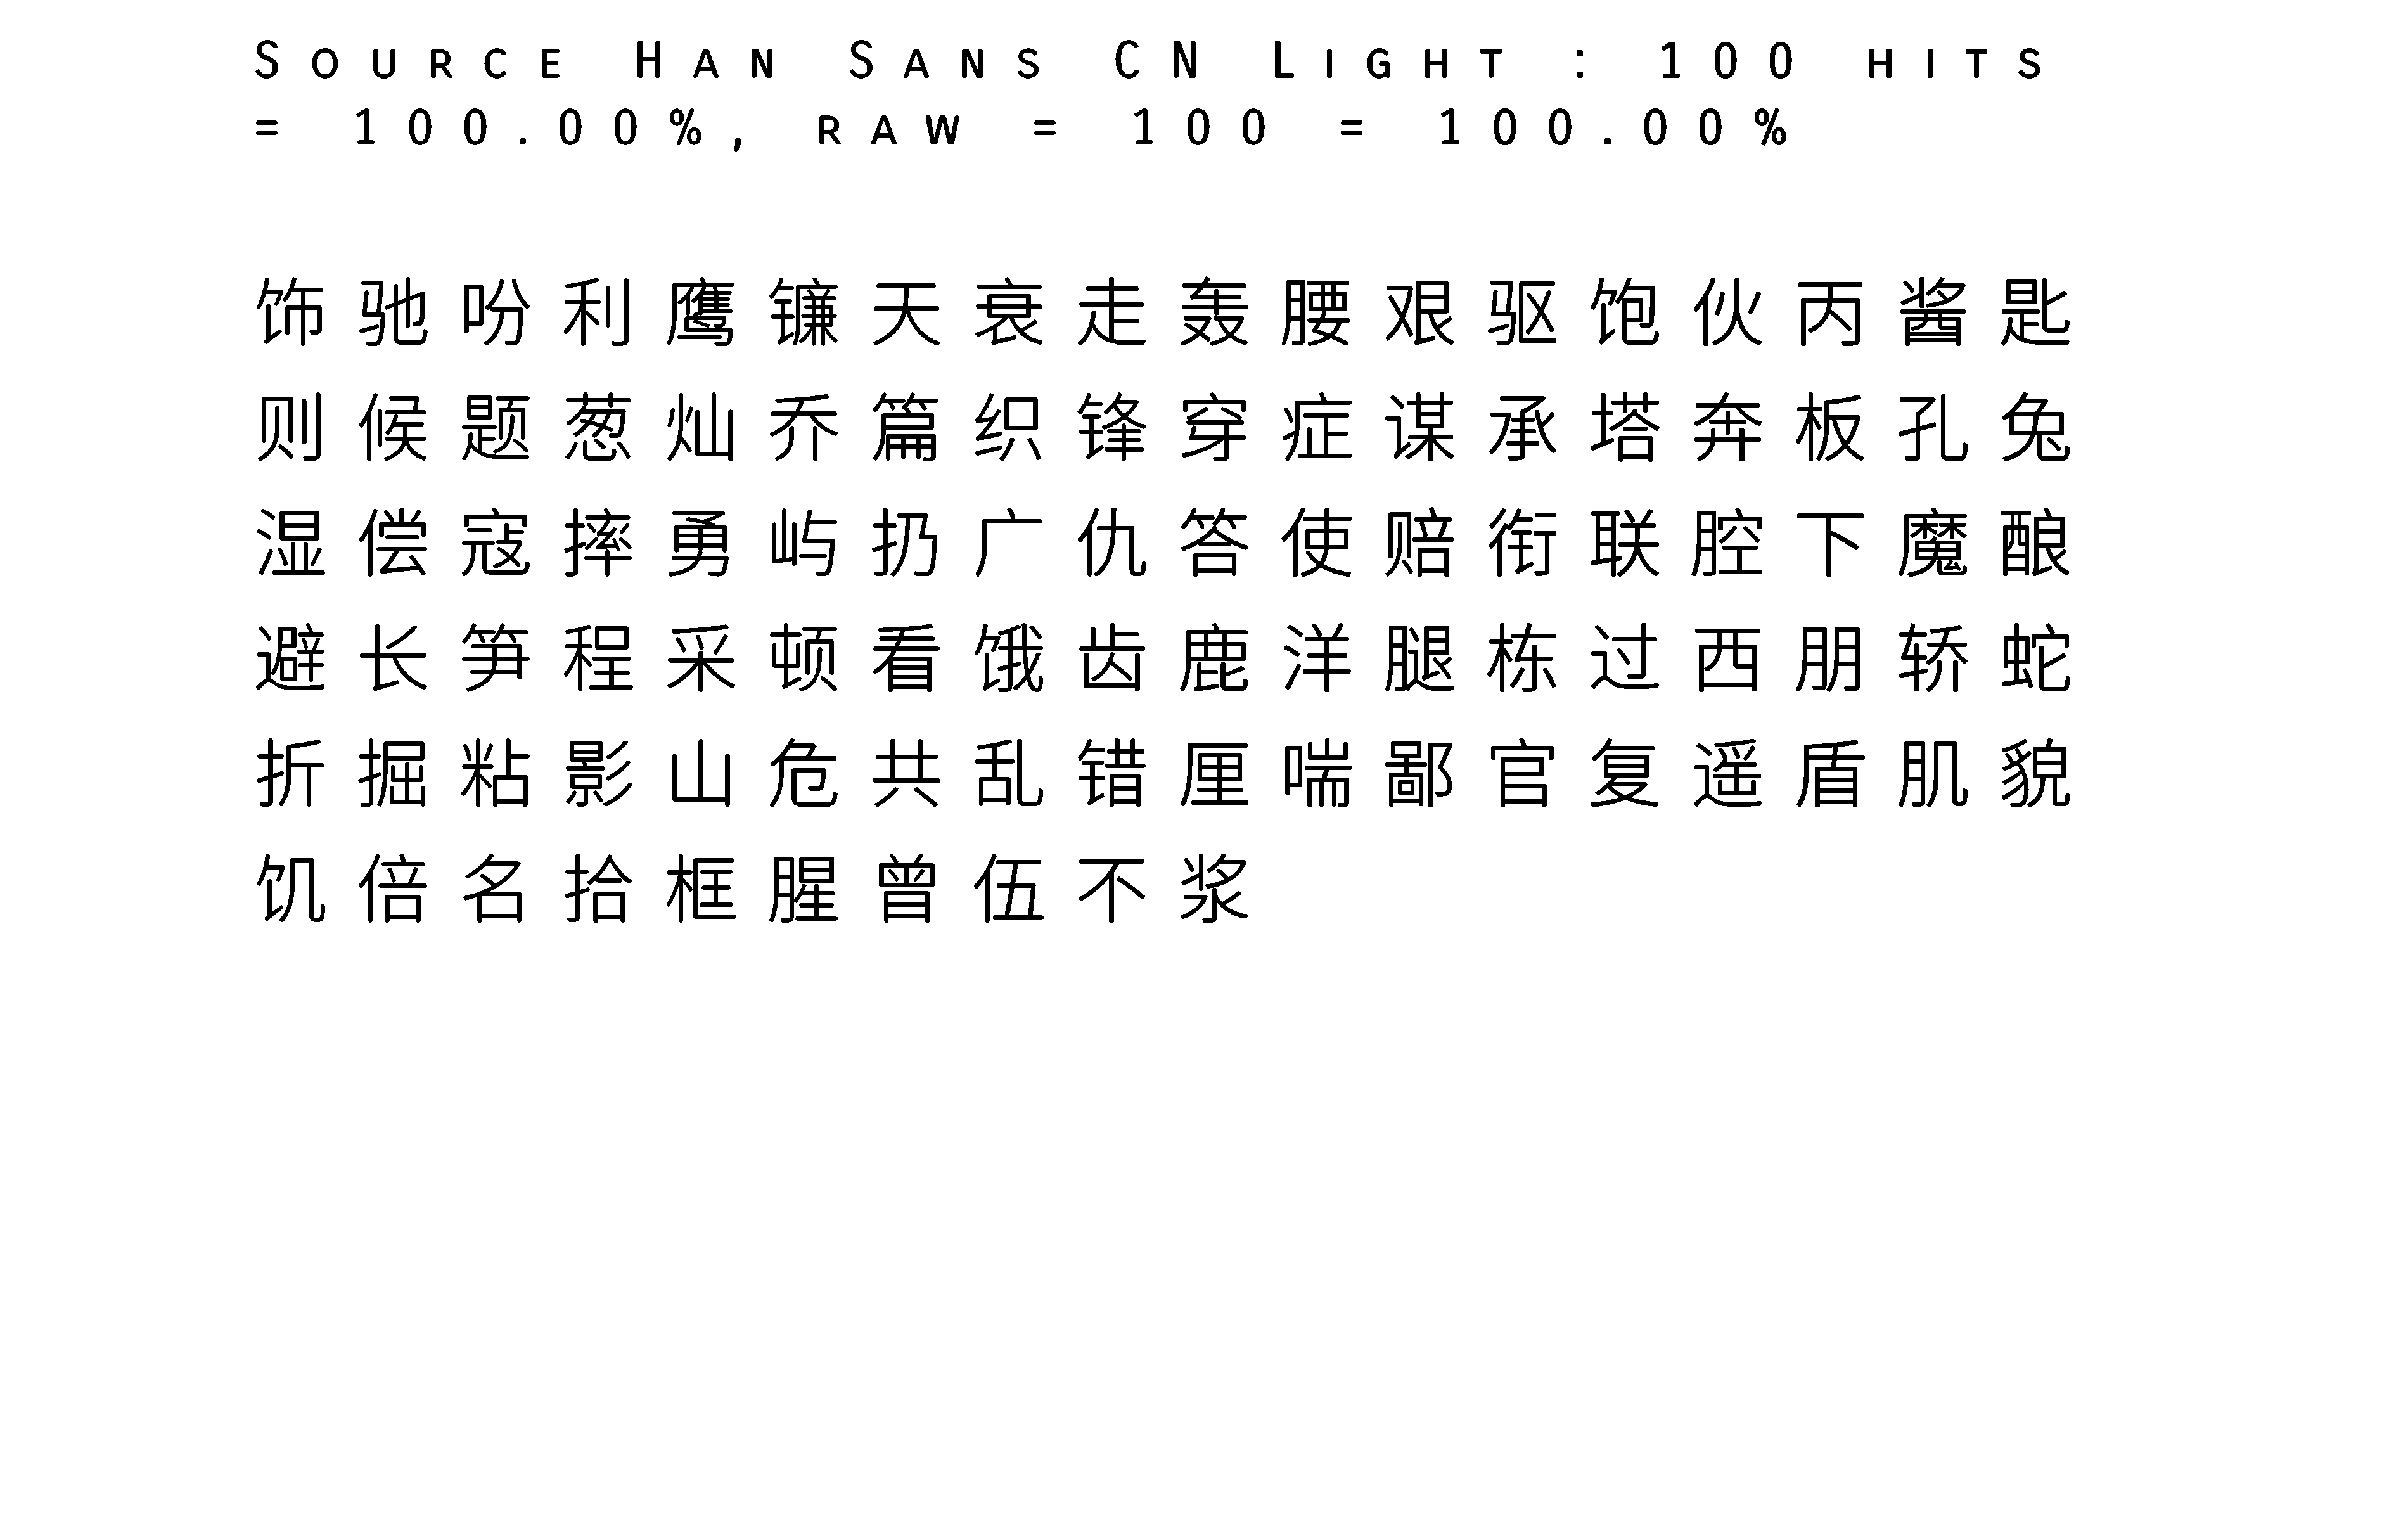 Source Han Sans CN Light : 100 hits
= 100.00%, raw = 100 = 100.00%
饰驰吩利鹰镰天衰走轰腰艰驱饱伙丙酱匙
则候题葱灿乔篇织锋穿症谋承塔奔板孔兔
湿偿寇摔勇屿扔广仇答使赔衔联腔下魔酿
避长笋程采顿看饿齿鹿洋腿栋过西朋轿蛇
折掘粘影山危共乱错厘喘鄙官复遥盾肌貌
饥倍名拾框腥曾伍不浆